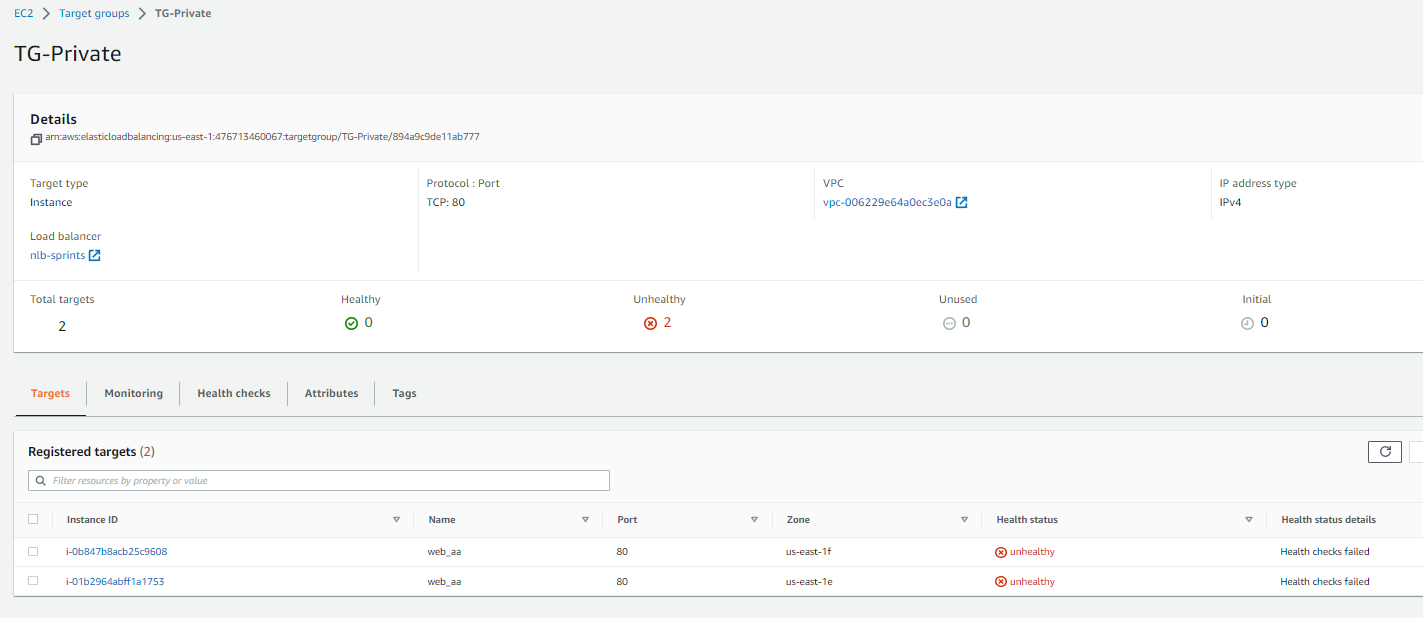 EC2 > Target groups > TG-Private
TG-Private
Details
arn:aws:elasticloadbalancing:us-east-1:476713460067:targetgroup/TG-Private/894a9c9de11ab777
Target type
Instance
Protocol : Port
TCP: 80
VPC
vpc-006229e64a0ec3e0a
IP address type
IPv4
Load balancer
nlb-sprints
Total targets
2
Healthy
0
Unhealthy
2
Unused
0
Initial
0
Targets Monitoring Health checks Attributes Tags
Registered targets (2)
Filter resources by property or value
Instance ID Name Port Zone Health status Health status details
i-0b847b8acb25c9608 web_aa 80 us-east-1f unhealthy Health checks failed
i-01b2964abff1a1753 web_aa 80 us-east-1e unhealthy Health checks failed